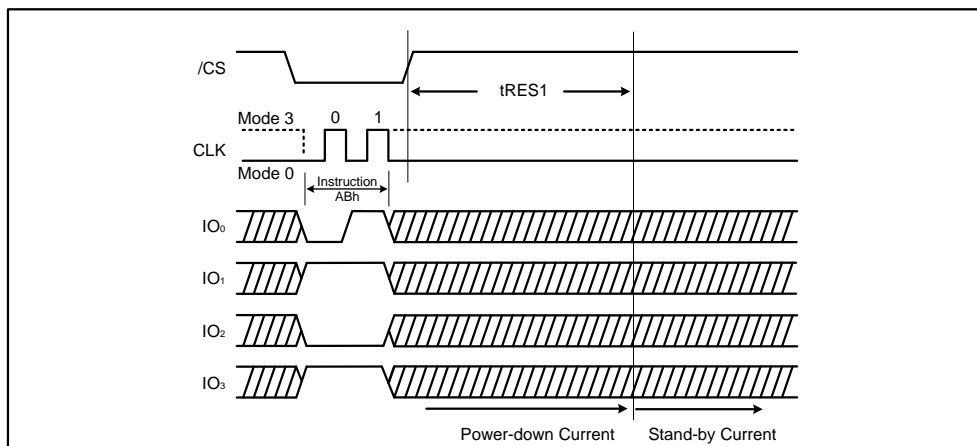 /CS
tRES1
Mode 3
0
1
CLK
Mode 0
Instruction
ABh
IO₀
IO₁
IO₂
IO₃
Power-down Current
Stand-by Current